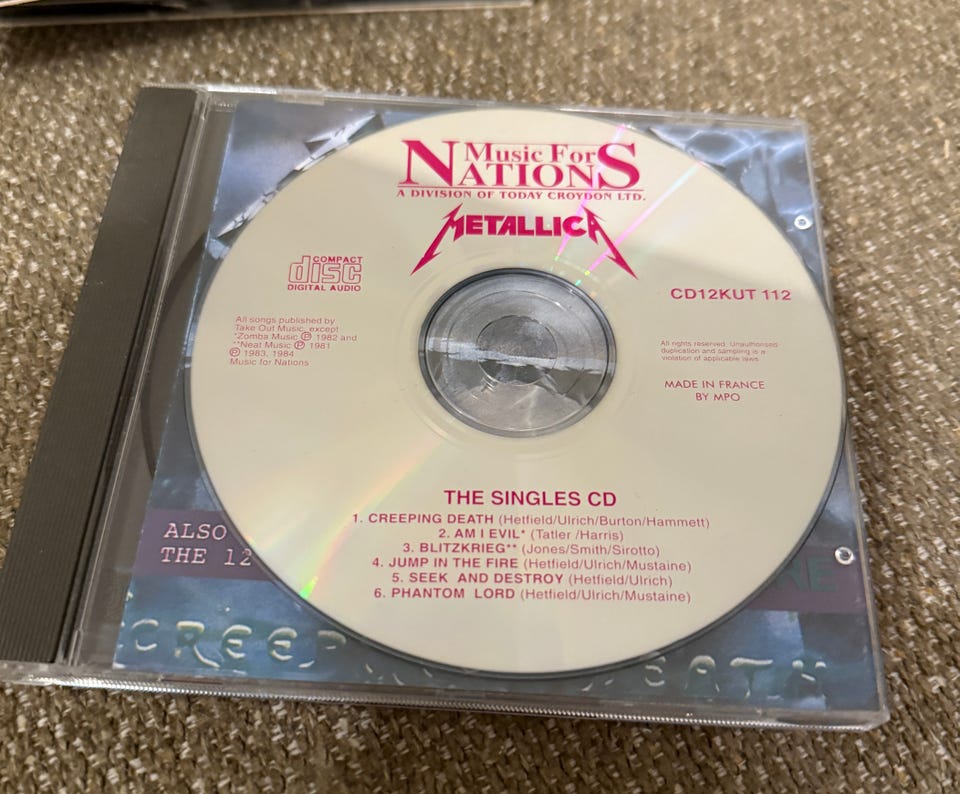 Music For
NATIONS
A DIVISION OF TODAY CROYDON LTD.
METALLICA
COMPACT
disc
DIGITAL AUDIO
CD12KUT 112
All songs published by
Take Out Music, except
*Zomba Music ℗ 1982 and
**Neat Music ℗ 1981
℗ 1983, 1984
Music for Nations
All rights reserved. Unauthorised
duplication and sampling is a
violation of applicable laws
MADE IN FRANCE
BY MPO
THE SINGLES CD
1. CREEPING DEATH (Hetfield/Ulrich/Burton/Hammett)
2. AM I EVIL* (Tatler /Harris)
3. BLITZKRIEG** (Jones/Smith/Sirotto)
4. JUMP IN THE FIRE (Hetfield/Ulrich/Mustaine)
5. SEEK AND DESTROY (Hetfield/Ulrich)
6. PHANTOM LORD (Hetfield/Ulrich/Mustaine)
ALSO
THE 12
NE
CREEP EATH